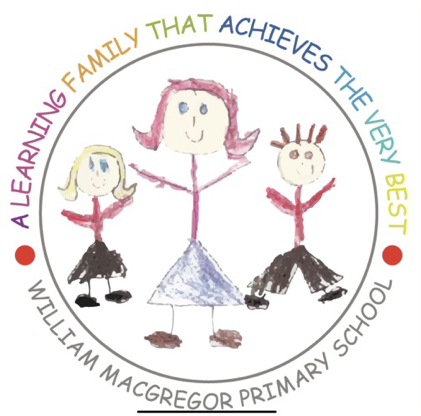 A LEARNING FAMILY THAT ACHIEVES THE VERY BEST
WILLIAM MACGREGOR PRIMARY SCHOOL